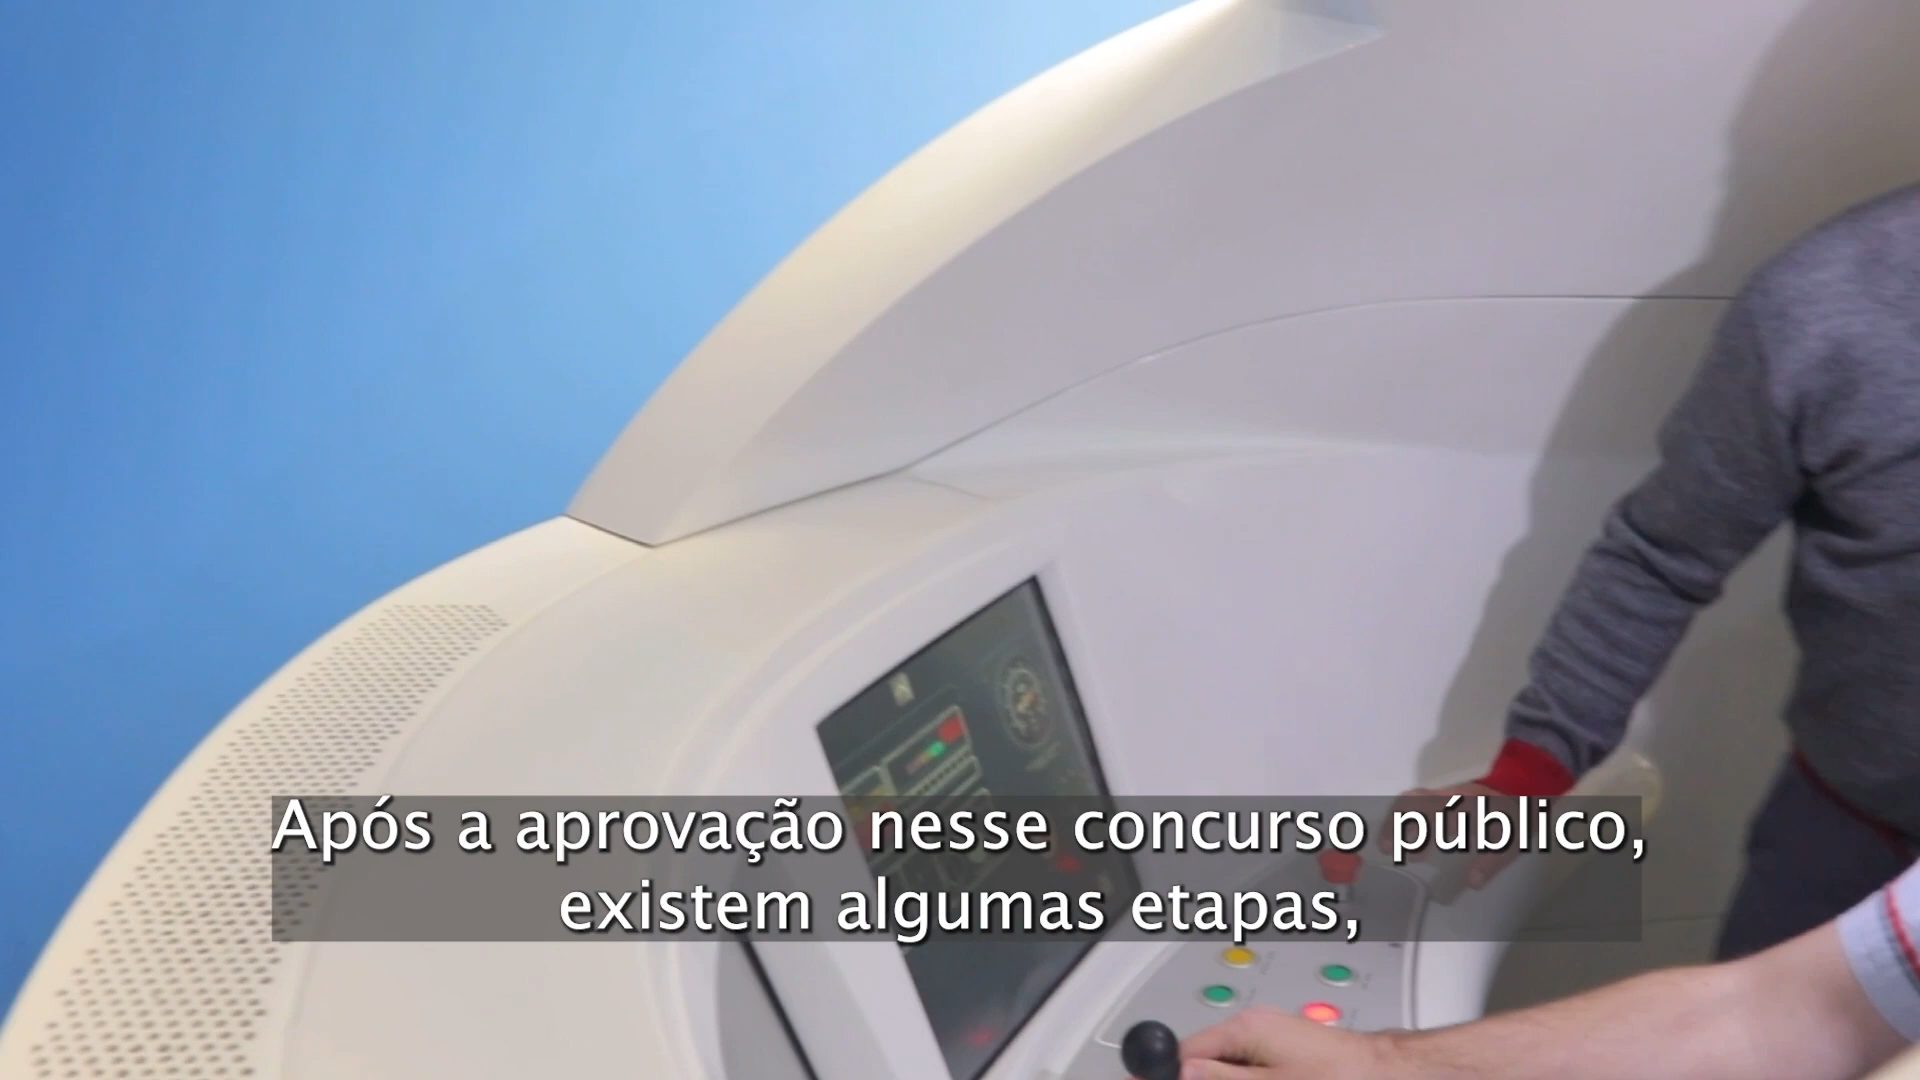 Após a aprovação nesse concurso público,
existem algumas etapas,